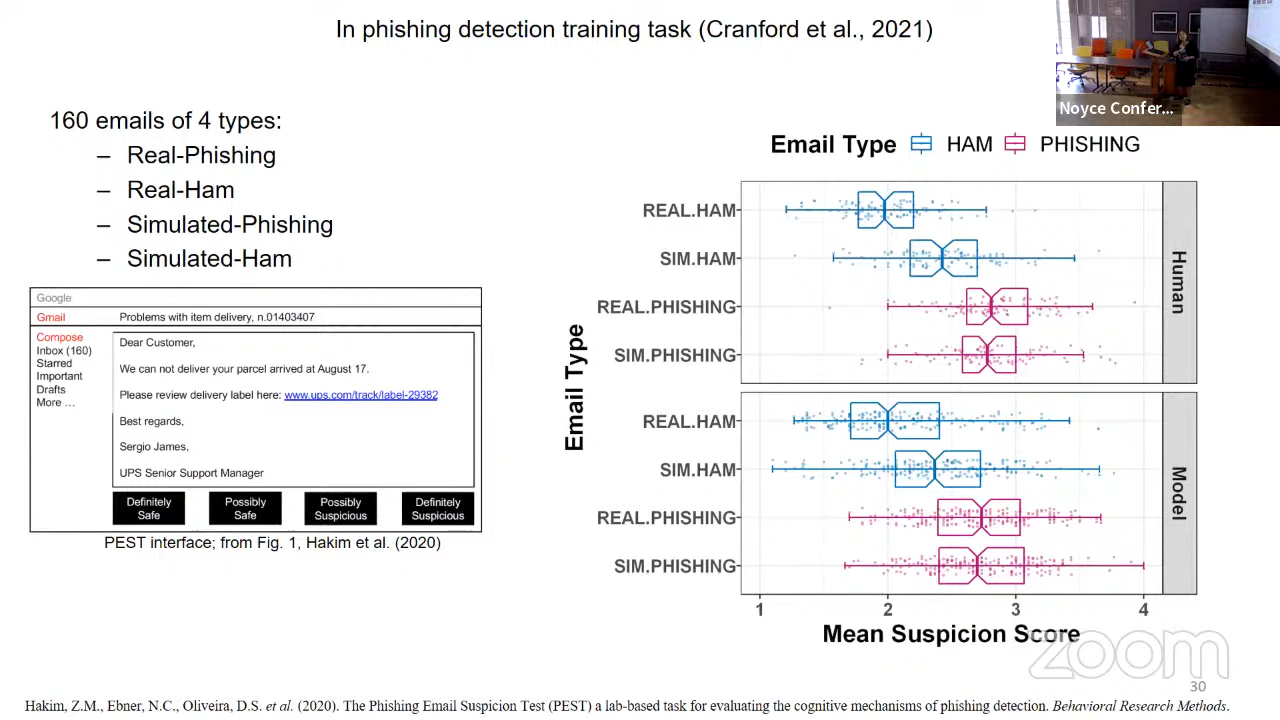 In phishing detection training task (Cranford et al., 2021)
Noyce Confer...
160 emails of 4 types:
– Real-Phishing
– Real-Ham
– Simulated-Phishing
– Simulated-Ham
Google
Gmail
Problems with item delivery, n.01403407
Compose
Inbox (160)
Starred
Important
Drafts
More ...
Dear Customer,
We can not deliver your parcel arrived at August 17.
Please review delivery label here: www.ups.com/track/label-29382
Best regards,
Sergio James,
UPS Senior Support Manager
Definitely
Safe
Possibly
Safe
Possibly
Suspicious
Definitely
Suspicious
PEST interface; from Fig. 1, Hakim et al. (2020)
Email Type HAM PHISHING
Email Type
REAL.HAM
SIM.HAM
REAL.PHISHING
SIM.PHISHING
Human
REAL.HAM
SIM.HAM
REAL.PHISHING
SIM.PHISHING
Model
1 2 3 4
Mean Suspicion Score
zoom
30
Hakim, Z.M., Ebner, N.C., Oliveira, D.S. et al. (2020). The Phishing Email Suspicion Test (PEST) a lab-based task for evaluating the cognitive mechanisms of phishing detection. Behavioral Research Methods.